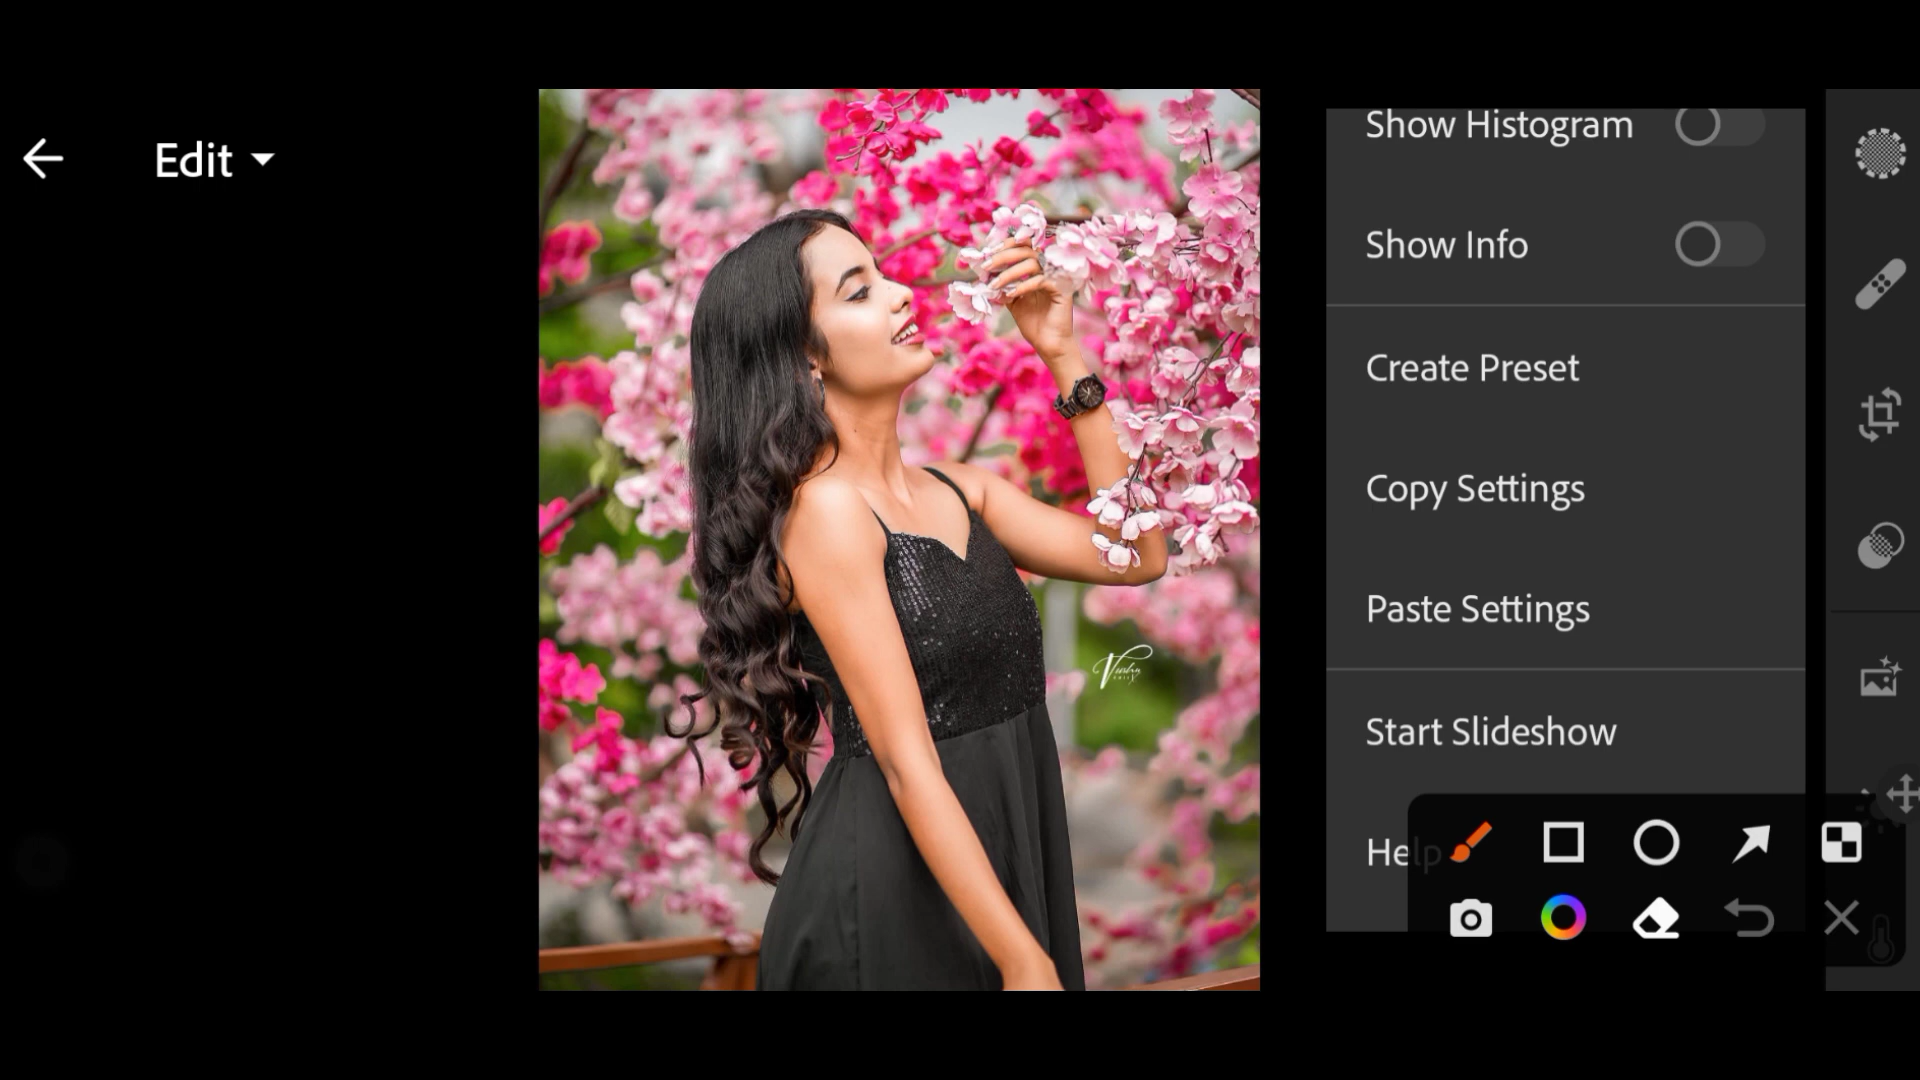 Edit
Show Histogram
Show Info
Create Preset
Copy Settings
Paste Settings
Start Slideshow
Help